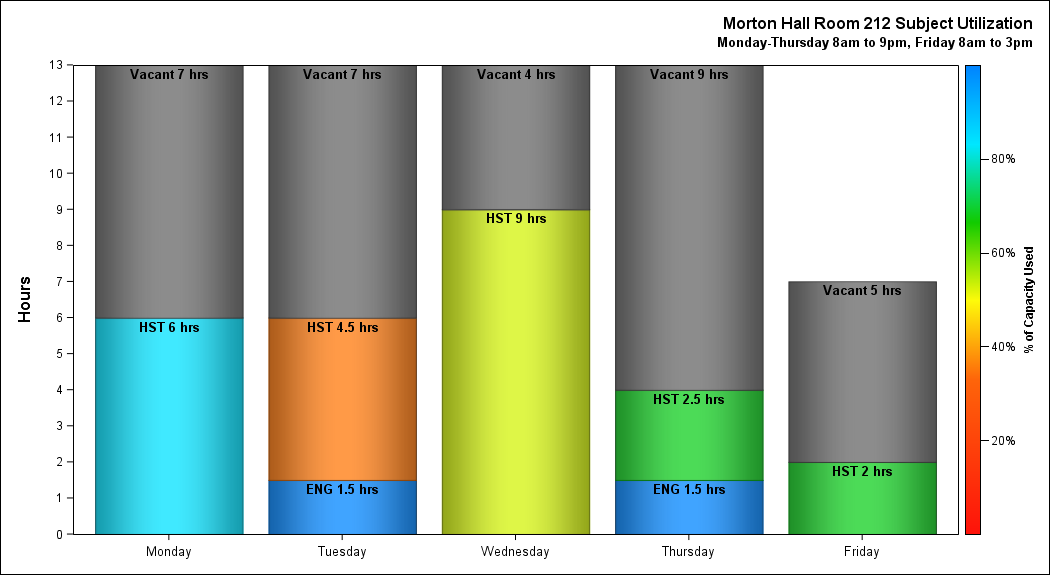 Morton Hall Room 212 Subject Utilization
Monday-Thursday 8am to 9pm, Friday 8am to 3pm
Hours
13
12
11
10
9
8
7
6
5
4
3
2
1
0
Vacant 7 hrs
HST 6 hrs
Vacant 7 hrs
HST 4.5 hrs
ENG 1.5 hrs
Vacant 4 hrs
HST 9 hrs
Vacant 9 hrs
HST 2.5 hrs
ENG 1.5 hrs
Vacant 5 hrs
HST 2 hrs
Monday
Tuesday
Wednesday
Thursday
Friday
80%
60%
40%
20%
% of Capacity Used